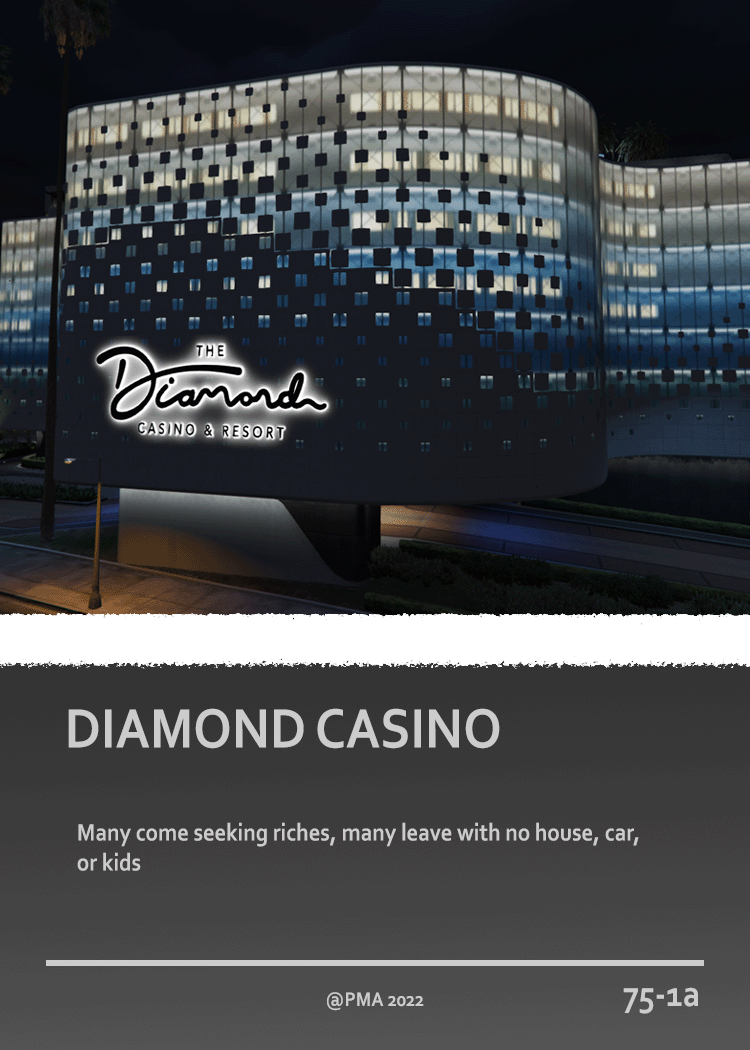 THE
Diamond
CASINO & RESORT
DIAMOND CASINO
Many come seeking riches, many leave with no house, car,
or kids
@PMA 2022
75-1a